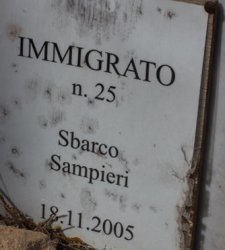 IMMIGRATO
n. 25
Sbarco
Sampieri
18.11.2005